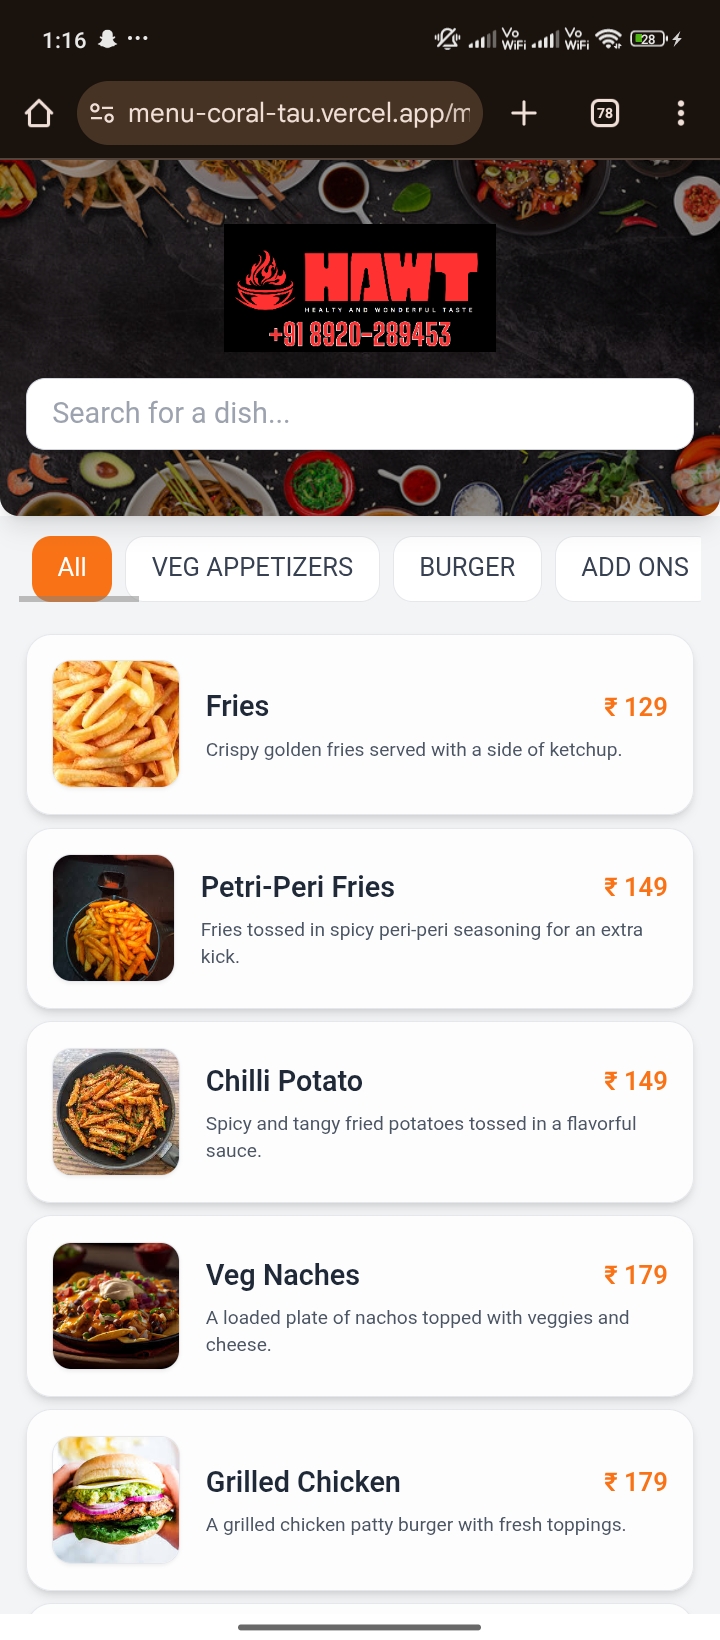 1:16
Vo WiFi
Vo WiFi
28
menu-coral-tau.vercel.app/m
78
HAWT
HEALTY AND WONDERFUL TASTE
+91 8920-289453
Search for a dish...
All VEG APPETIZERS BURGER ADD ONS
Fries ₹ 129
Crispy golden fries served with a side of ketchup.
Petri-Peri Fries ₹ 149
Fries tossed in spicy peri-peri seasoning for an extra
kick.
Chilli Potato ₹ 149
Spicy and tangy fried potatoes tossed in a flavorful
sauce.
Veg Naches ₹ 179
A loaded plate of nachos topped with veggies and
cheese.
Grilled Chicken ₹ 179
A grilled chicken patty burger with fresh toppings.